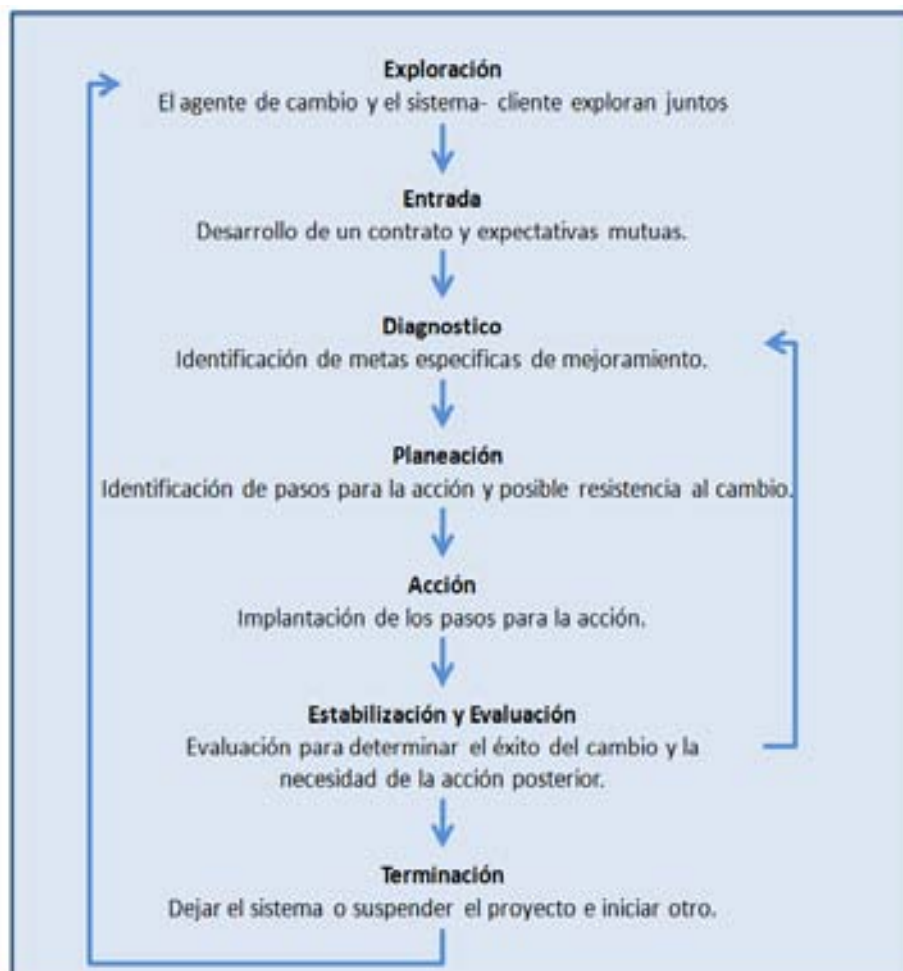 Exploración
El agente de cambio y el sistema- cliente exploran juntos
Entrada
Desarrollo de un contrato y expectativas mutuas.
Diagnostico
Identificación de metas especificas de mejoramiento.
Planeación
Identificación de pasos para la acción y posible resistencia al cambio.
Acción
Implantación de los pasos para la acción.
Estabilización y Evaluación
Evaluación para determinar el éxito del cambio y la
necesidad de la acción posterior.
Terminación
Dejar el sistema o suspender el proyecto e iniciar otro.